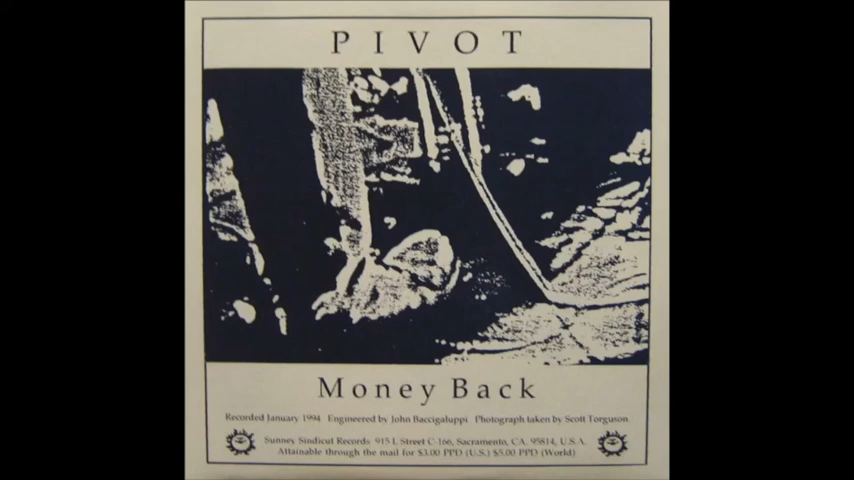 PIVOT
Money Back
Recorded January 1994 Engineered by John Baccigaluppi Photograph taken by Scott Torguson
Sunney Sindicut Records 915 L Street C-166, Sacramento, CA. 95814, U.S.A.
Attainable through the mail for $3.00 PPD (U.S.) $5.00 PPD (World)